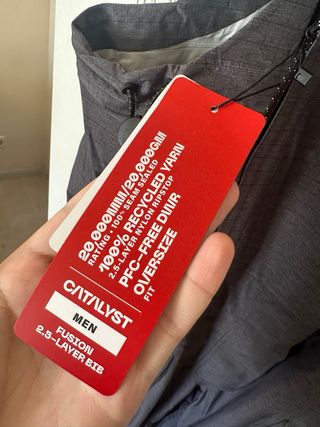 20,000MM/20,000GM
RATING • 100% SEAM SEALED
100% RECYCLED YARN
2.5-LAYER NYLON RIPSTOP
PFC-FREE DWR
OVERSIZE
FIT
CATALYST
MEN
FUSION
2.5-LAYER BIB